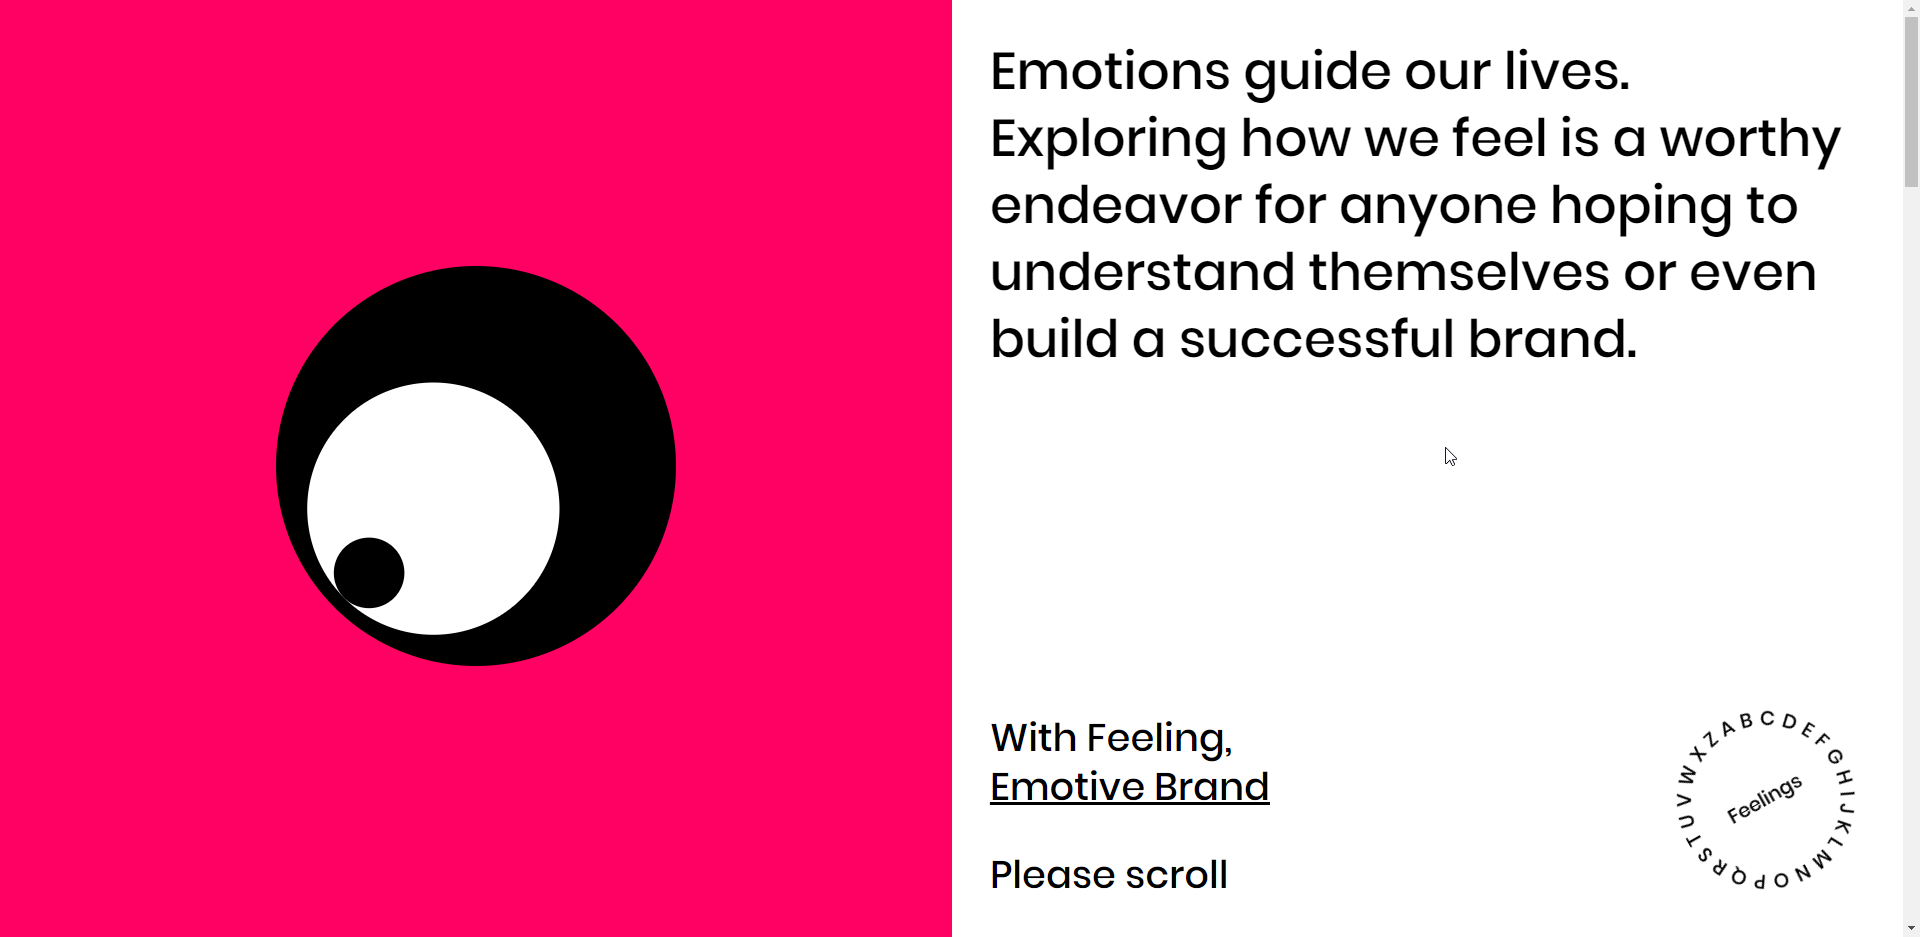 Emotions guide our lives.
Exploring how we feel is a worthy
endeavor for anyone hoping to
understand themselves or even
build a successful brand.
With Feeling,
Emotive Brand
Please scroll
A B C D E F G H I J K L M N O P Q R S T U V W X Z
Feelings